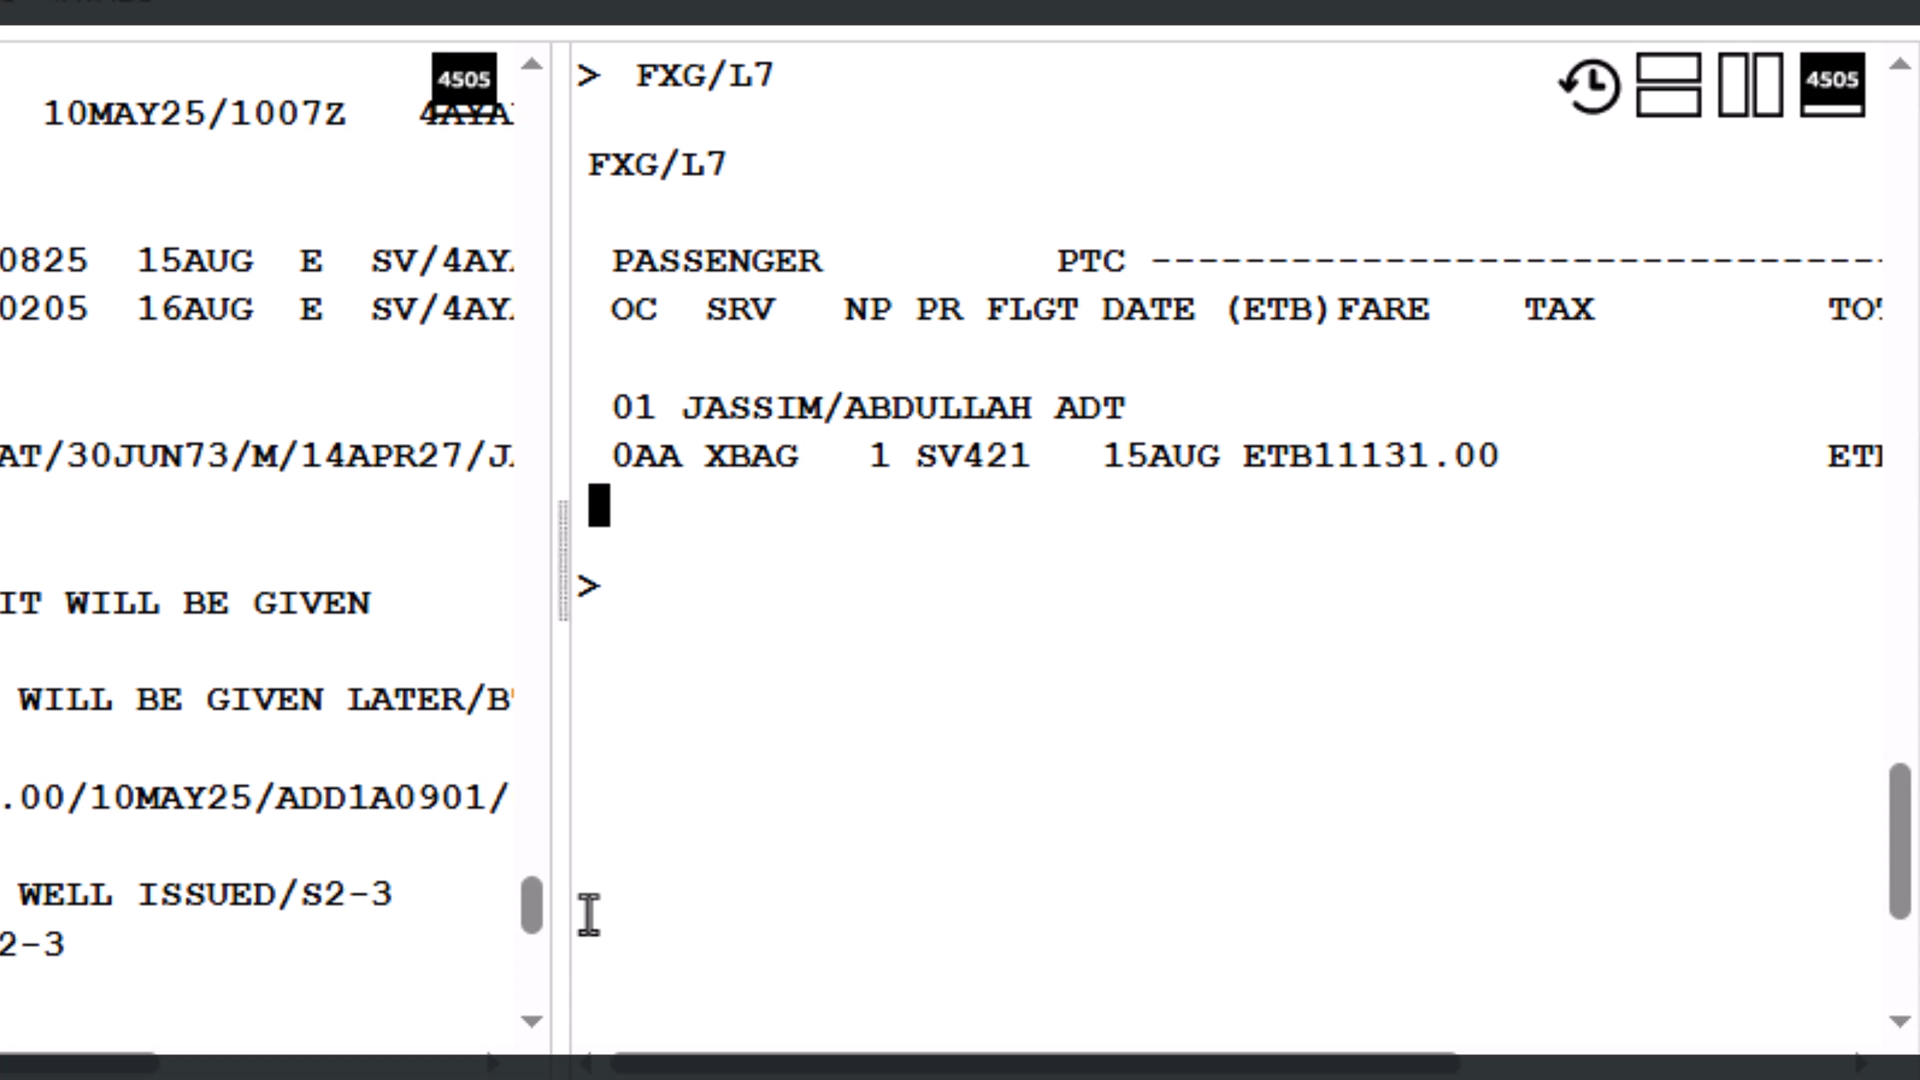 4505
10MAY25/1007Z
0825 15AUG E SV/4AY
0205 16AUG E SV/4AY
AT/30JUN73/M/14APR27/J
IT WILL BE GIVEN
WILL BE GIVEN LATER/B
.00/10MAY25/ADD1A0901/
WELL ISSUED/S2-3
2-3
> FXG/L7
4505
FXG/L7
PASSENGER PTC -------------------------------
OC SRV NP PR FLGT DATE (ETB)FARE TAX TO
01 JASSIM/ABDULLAH ADT
0AA XBAG 1 SV421 15AUG ETB11131.00 ET
>